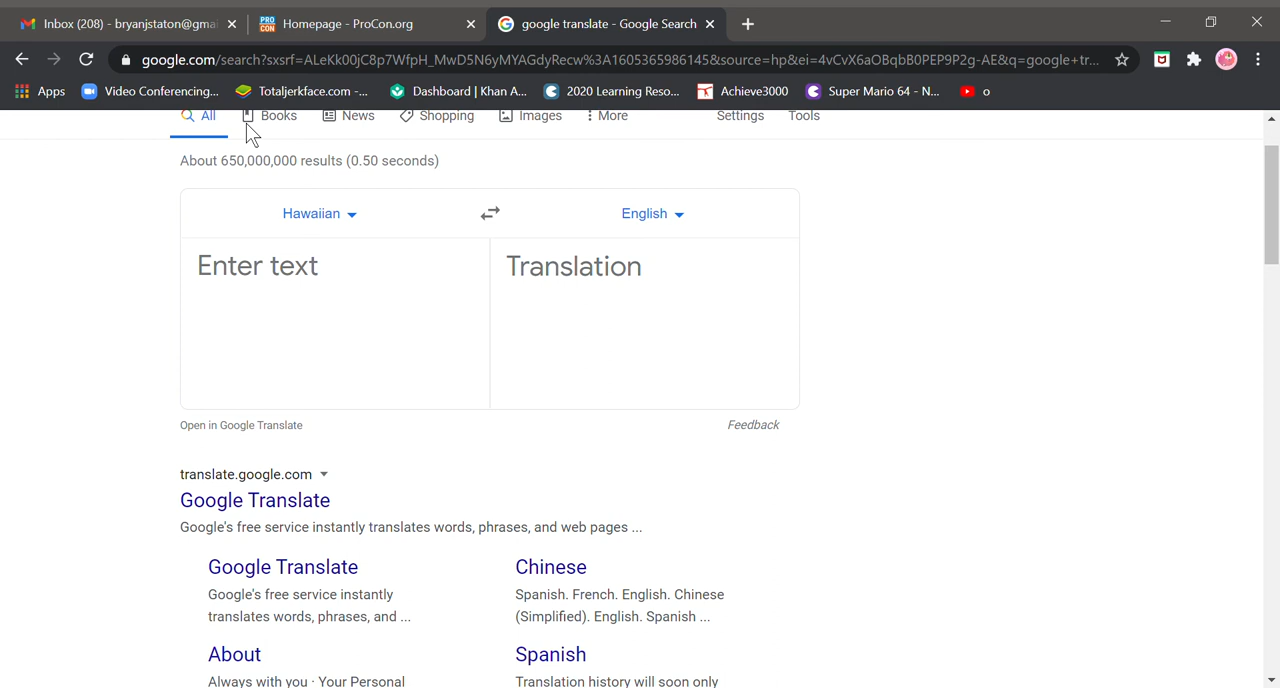 Inbox (208) - bryanjstaton@gmai
Homepage - ProCon.org
google translate - Google Search
google.com/search?sxsrf=ALeKk00jC8p7WfpH_MwD5N6yMYAGdyRecw%3A1605365986145&source=hp&ei=4vCvX6aOBqbB0PEP9P2g-AE&q=google+tr...
Apps
Video Conferencing...
Totaljerkface.com -...
Dashboard | Khan A...
2020 Learning Reso...
Achieve3000
Super Mario 64 - N...
o
All
Books
News
Shopping
Images
More
Settings
Tools
About 650,000,000 results (0.50 seconds)
Hawaiian
English
Enter text
Translation
Open in Google Translate
Feedback
translate.google.com
Google Translate
Google's free service instantly translates words, phrases, and web pages ...
Google Translate
Google's free service instantly
translates words, phrases, and ...
Chinese
Spanish. French. English. Chinese
(Simplified). English. Spanish ...
About
Always with you · Your Personal
Spanish
Translation history will soon only